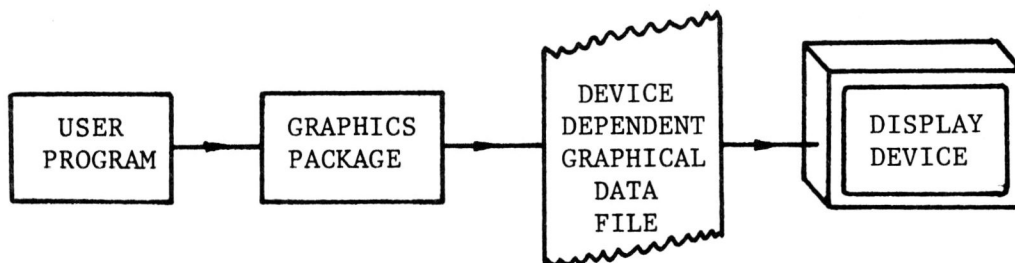 USER
PROGRAM
GRAPHICS
PACKAGE
DEVICE
DEPENDENT
GRAPHICAL
DATA
FILE
DISPLAY
DEVICE